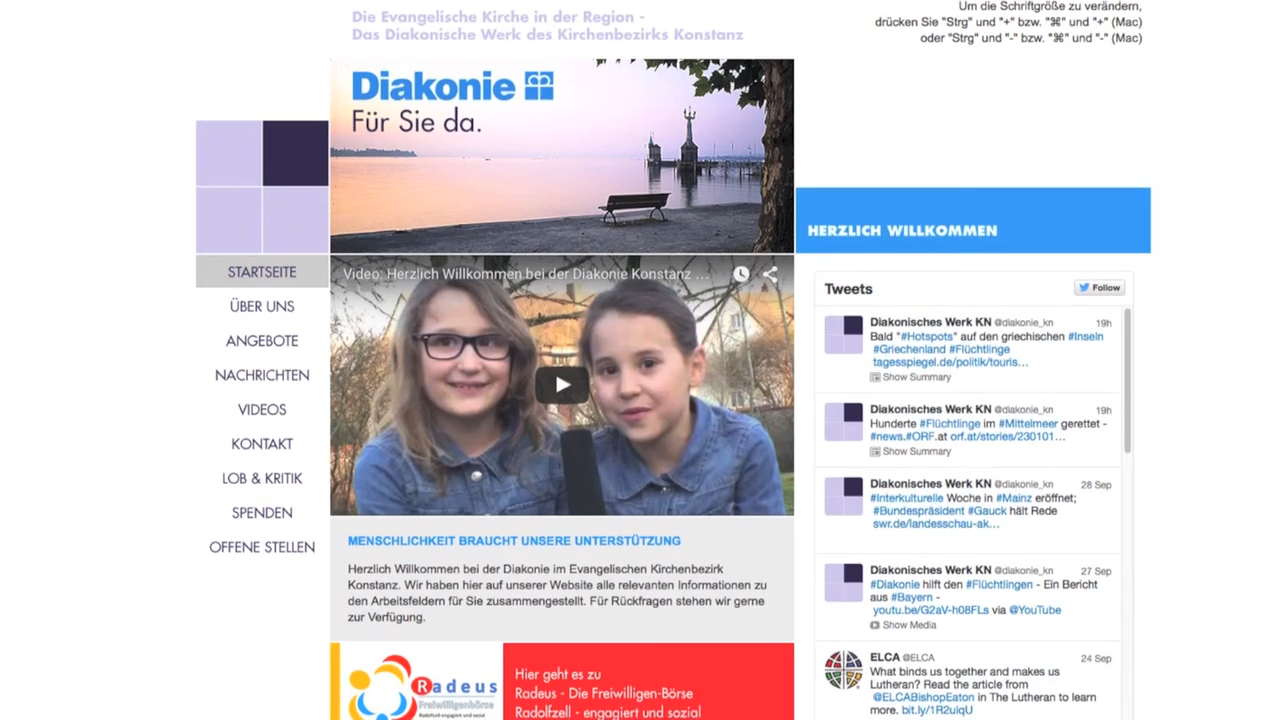 Die Evangelische Kirche in der Region -
Das Diakonische Werk des Kirchenbezirks Konstanz
Um die Schriftgröße zu verändern,
drücken Sie "Strg" und "+" bzw. "⌘" und "+" (Mac)
oder "Strg" und "-" bzw. "⌘" und "-" (Mac)
Diakonie
Für Sie da.
HERZLICH WILLKOMMEN
STARTSEITE
ÜBER UNS
ANGEBOTE
NACHRICHTEN
VIDEOS
KONTAKT
LOB & KRITIK
SPENDEN
OFFENE STELLEN
Video: Herzlich Willkommen bei der Diakonie Konstanz ...
MENSCHLICHKEIT BRAUCHT UNSERE UNTERSTÜTZUNG
Herzlich Willkommen bei der Diakonie im Evangelischen Kirchenbezirk
Konstanz. Wir haben hier auf unserer Website alle relevanten Informationen zu
den Arbeitsfeldern für Sie zusammengestellt. Für Rückfragen stehen wir gerne
zur Verfügung.
Radeus
Freiwilligenbörse
Radolfzell-engagiert und sozial
Hier geht es zu
Radeus - Die Freiwilligen-Börse
Radolfzell - engagiert und sozial
Tweets
Follow
Diakonisches Werk KN @diakonie_kn 19h
Bald "#Hotspots" auf den griechischen #Inseln
#Griechenland #Flüchtlinge
tagesspiegel.de/politik/touris…
Show Summary
Diakonisches Werk KN @diakonie_kn 19h
Hunderte #Flüchtlinge im #Mittelmeer gerettet -
#news.#ORF.at orf.at/stories/230101…
Show Summary
Diakonisches Werk KN @diakonie_kn 28 Sep
#Interkulturelle Woche in #Mainz eröffnet;
#Bundespräsident #Gauck hält Rede
swr.de/landesschau-ak…
Diakonisches Werk KN @diakonie_kn 27 Sep
#Diakonie hilft den #Flüchtlingen - Ein Bericht
aus #Bayern -
youtu.be/G2aV-h08FLs via @YouTube
Show Media
ELCA @ELCA 24 Sep
What binds us together and makes us
Lutheran? Read the article from
@ELCABishopEaton in The Lutheran to learn
more. bit.ly/1R2ulqU